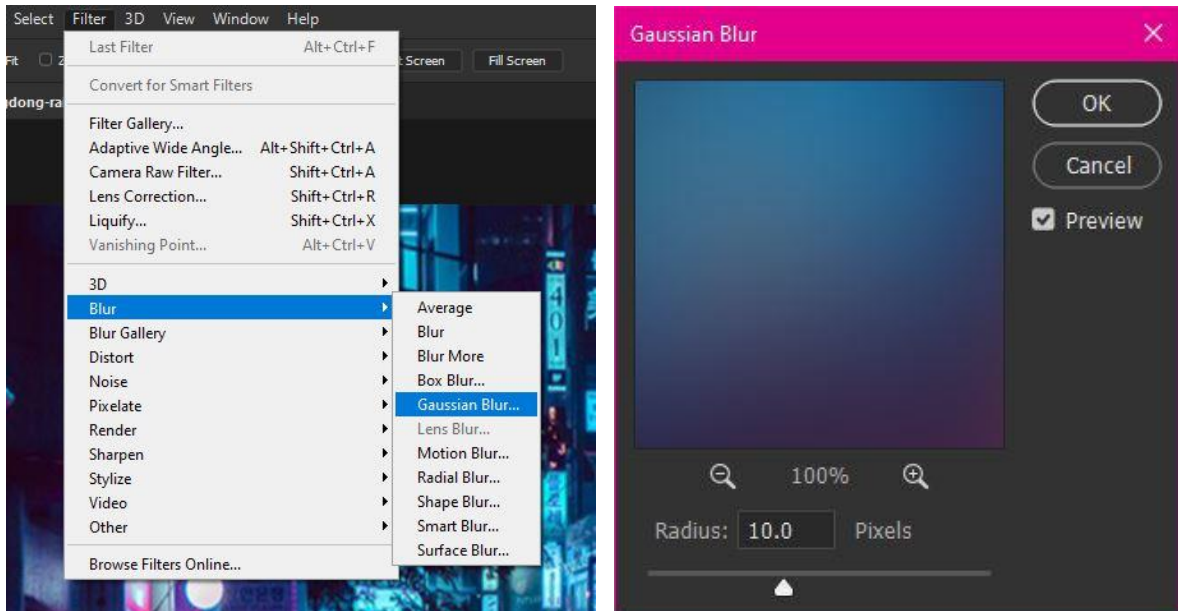 Select Filter 3D View Window Help
Fit
Screen Fill Screen
Last Filter Alt+Ctrl+F
Convert for Smart Filters
Filter Gallery...
Adaptive Wide Angle... Alt+Shift+Ctrl+A
Camera Raw Filter... Shift+Ctrl+A
Lens Correction... Shift+Ctrl+R
Liquify... Shift+Ctrl+X
Vanishing Point... Alt+Ctrl+V
3D
Blur
Blur Gallery
Distort
Noise
Pixelate
Render
Sharpen
Stylize
Video
Other
Browse Filters Online...
Average
Blur
Blur More
Box Blur...
Gaussian Blur...
Lens Blur...
Motion Blur...
Radial Blur...
Shape Blur...
Smart Blur...
Surface Blur...
401
Gaussian Blur
OK
Cancel
Preview
100%
Radius: 10.0 Pixels